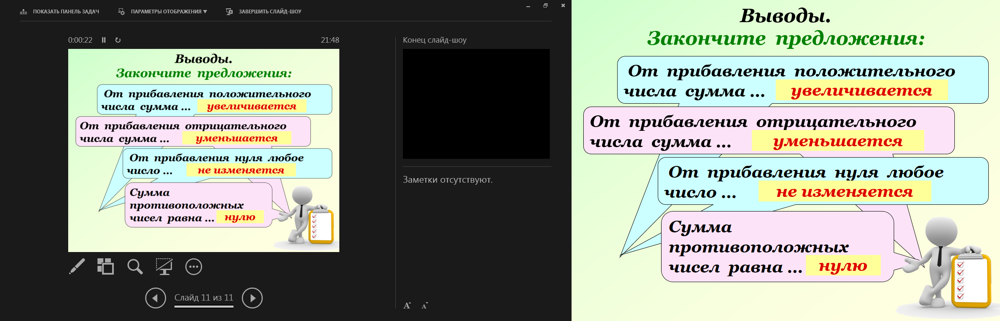 ПОКАЗАТЬ ПАНЕЛЬ ЗАДАЧ
ПАРАМЕТРЫ ОТОБРАЖЕНИЯ ▼
ЗАВЕРШИТЬ СЛАЙД-ШОУ
0:00:22
21:48
Выводы.
Закончите предложения:
От прибавления положительного
числа сумма ... увеличивается
От прибавления отрицательного
числа сумма ... уменьшается
От прибавления нуля любое
число ... не изменяется
Сумма
противоположных
чисел равна ... нулю
Слайд 11 из 11
Конец слайд-шоу
Заметки отсутствуют.
A A
Выводы.
Закончите предложения:
От прибавления положительного
числа сумма ... увеличивается
От прибавления отрицательного
числа сумма ... уменьшается
От прибавления нуля любое
число ... не изменяется
Сумма
противоположных
чисел равна ... нулю